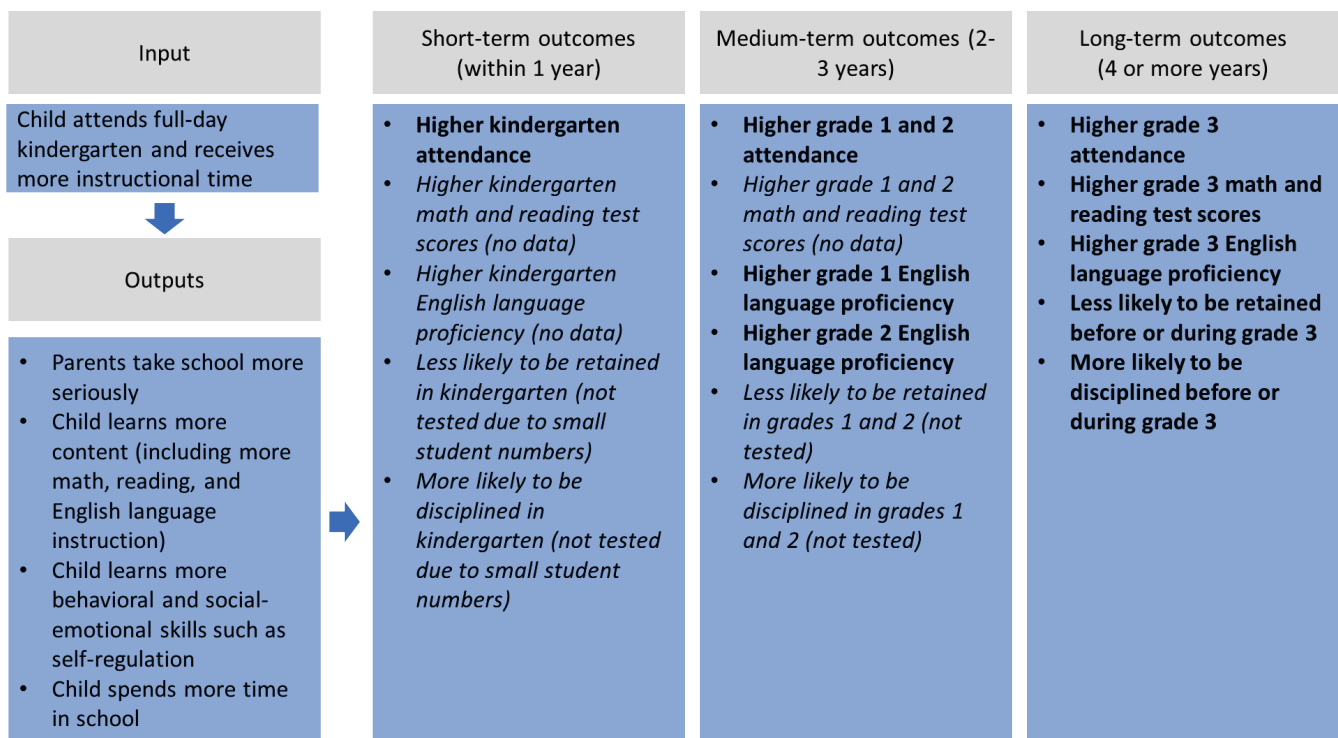 Input
Child attends full-day
kindergarten and receives
more instructional time
Outputs
• Parents take school more
seriously
• Child learns more
content (including more
math, reading, and
English language
instruction)
• Child learns more
behavioral and social-
emotional skills such as
self-regulation
• Child spends more time
in school
Short-term outcomes
(within 1 year)
• Higher kindergarten
attendance
• Higher kindergarten
math and reading test
scores (no data)
• Higher kindergarten
English language
proficiency (no data)
• Less likely to be retained
in kindergarten (not
tested due to small
student numbers)
• More likely to be
disciplined in
kindergarten (not tested
due to small student
numbers)
Medium-term outcomes (2-
3 years)
• Higher grade 1 and 2
attendance
• Higher grade 1 and 2
math and reading test
scores (no data)
• Higher grade 1 English
language proficiency
• Higher grade 2 English
language proficiency
• Less likely to be retained
in grades 1 and 2 (not
tested)
• More likely to be
disciplined in grades 1
and 2 (not tested)
Long-term outcomes
(4 or more years)
• Higher grade 3
attendance
• Higher grade 3 math and
reading test scores
• Higher grade 3 English
language proficiency
• Less likely to be retained
before or during grade 3
• More likely to be
disciplined before or
during grade 3